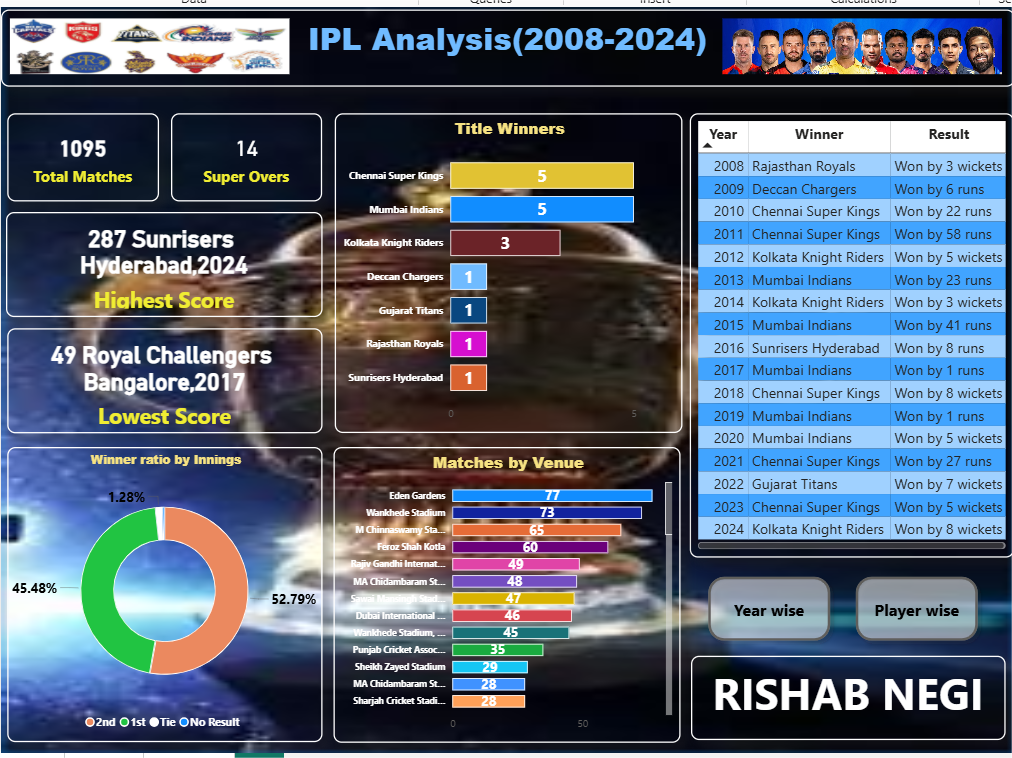 Data
Queries
Insert
Calculations
IPL Analysis(2008-2024)
1095
Total Matches
14
Super Overs
287 Sunrisers
Hyderabad,2024
Highest Score
49 Royal Challengers
Bangalore,2017
Lowest Score
Title Winners
Chennai Super Kings 5
Mumbai Indians 5
Kolkata Knight Riders 3
Deccan Chargers 1
Gujarat Titans 1
Rajasthan Royals 1
Sunrisers Hyderabad 1
0 5
Year Winner Result
2008 Rajasthan Royals Won by 3 wickets
2009 Deccan Chargers Won by 6 runs
2010 Chennai Super Kings Won by 22 runs
2011 Chennai Super Kings Won by 58 runs
2012 Kolkata Knight Riders Won by 5 wickets
2013 Mumbai Indians Won by 23 runs
2014 Kolkata Knight Riders Won by 3 wickets
2015 Mumbai Indians Won by 41 runs
2016 Sunrisers Hyderabad Won by 8 runs
2017 Mumbai Indians Won by 1 runs
2018 Chennai Super Kings Won by 8 wickets
2019 Mumbai Indians Won by 1 runs
2020 Mumbai Indians Won by 5 wickets
2021 Chennai Super Kings Won by 27 runs
2022 Gujarat Titans Won by 7 wickets
2023 Chennai Super Kings Won by 5 wickets
2024 Kolkata Knight Riders Won by 8 wickets
Winner ratio by Innings
1.28%
45.48%
52.79%
2nd 1st Tie No Result
Matches by Venue
Eden Gardens 77
Wankhede Stadium 73
M Chinnaswamy Sta... 65
Feroz Shah Kotla 60
Rajiv Gandhi Internat... 49
MA Chidambaram St... 48
Sawai Mansingh Stad... 47
Dubai International ... 46
Wankhede Stadium, ... 45
Punjab Cricket Assoc... 35
Sheikh Zayed Stadium 29
MA Chidambaram St... 28
Sharjah Cricket Stadi... 28
0 50
Year wise
Player wise
RISHAB NEGI